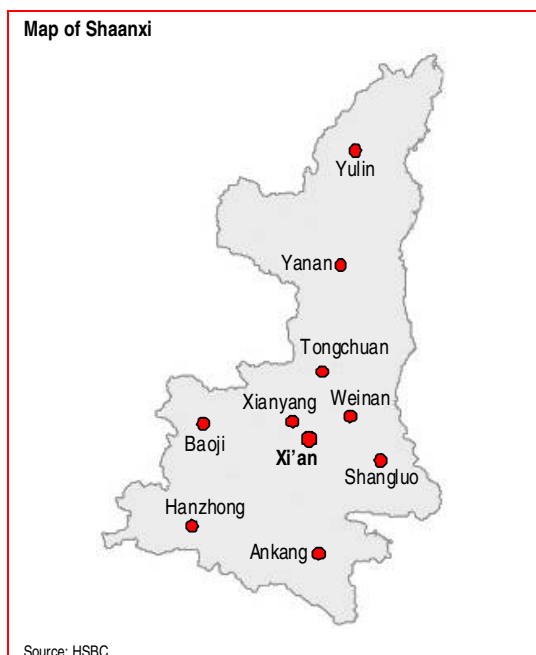 Map of Shaanxi
Yulin
Yanan
Tongchuan
Xianyang
Weinan
Baoji
Xi'an
Shangluo
Hanzhong
Ankang
Source: HSBC